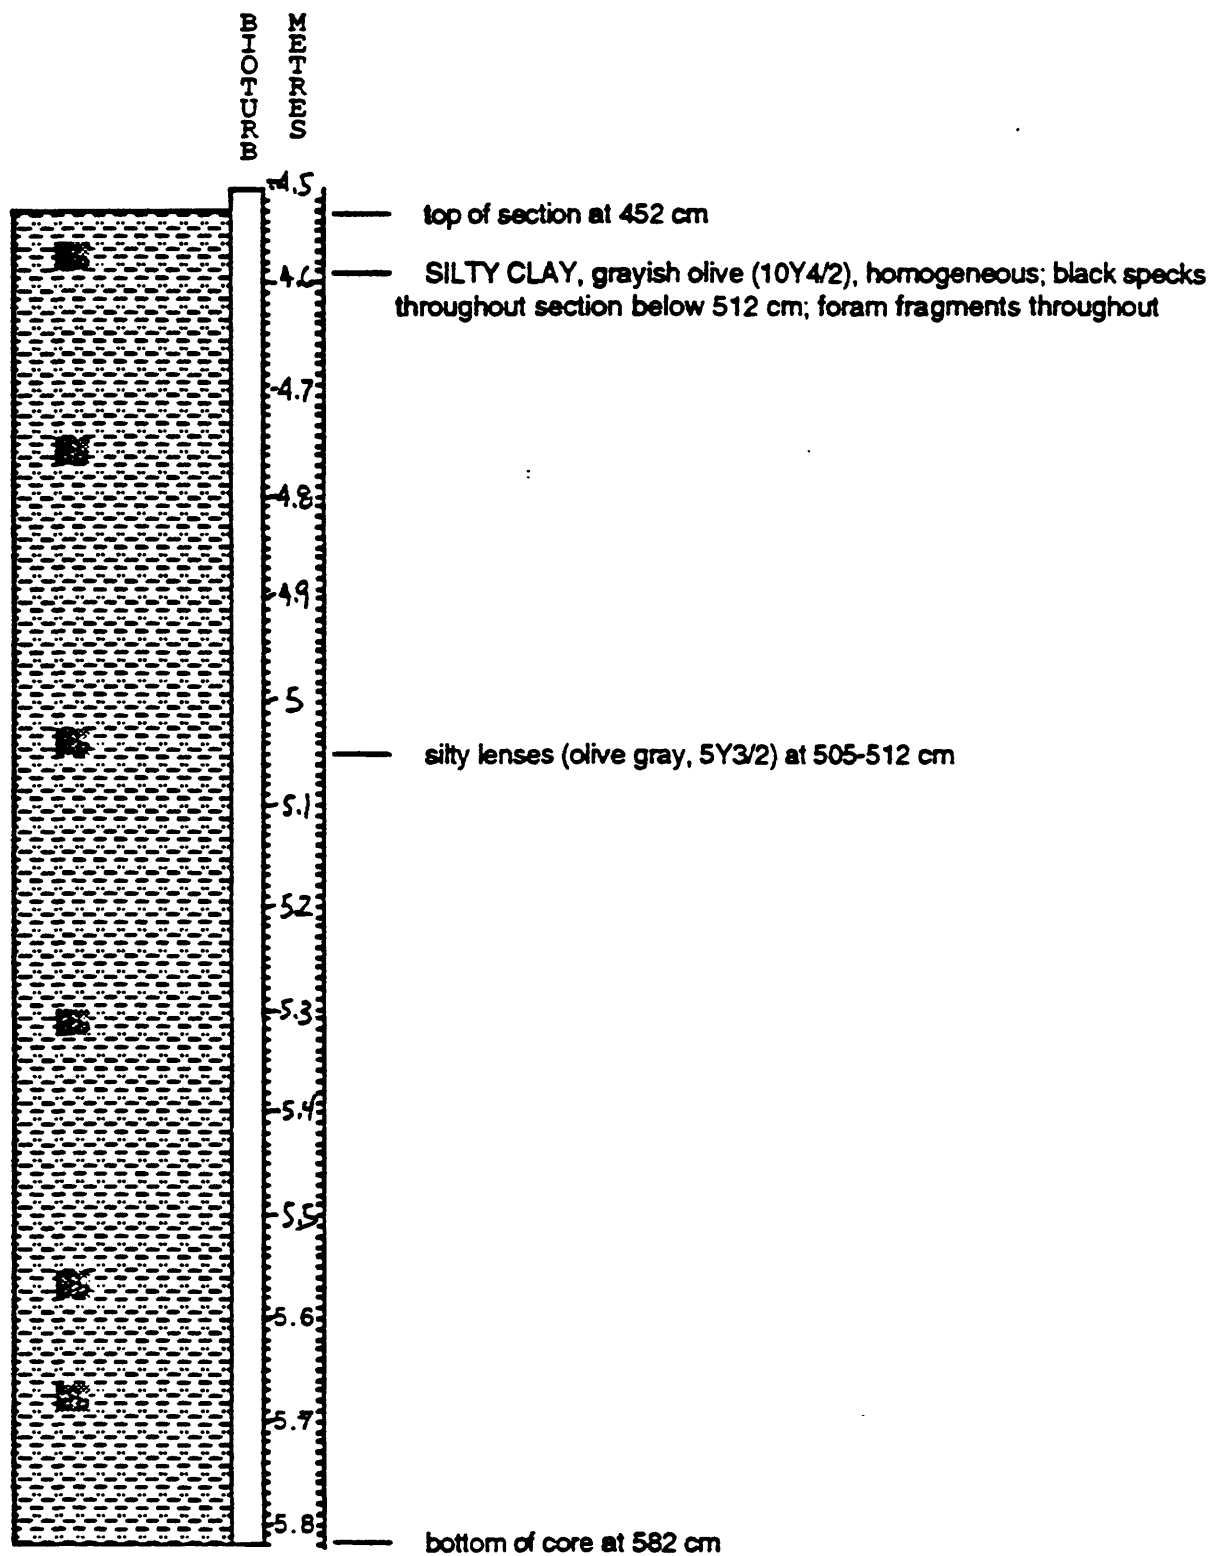 BIOTURB
METRES
4.5
top of section at 452 cm
4.6
SILTY CLAY, grayish olive (10Y4/2), homogeneous; black specks
throughout section below 512 cm; foram fragments throughout
4.7
4.8
4.9
5
silty lenses (olive gray, 5Y3/2) at 505-512 cm
5.1
5.2
5.3
5.4
5.5
5.6
5.7
5.8
bottom of core at 582 cm